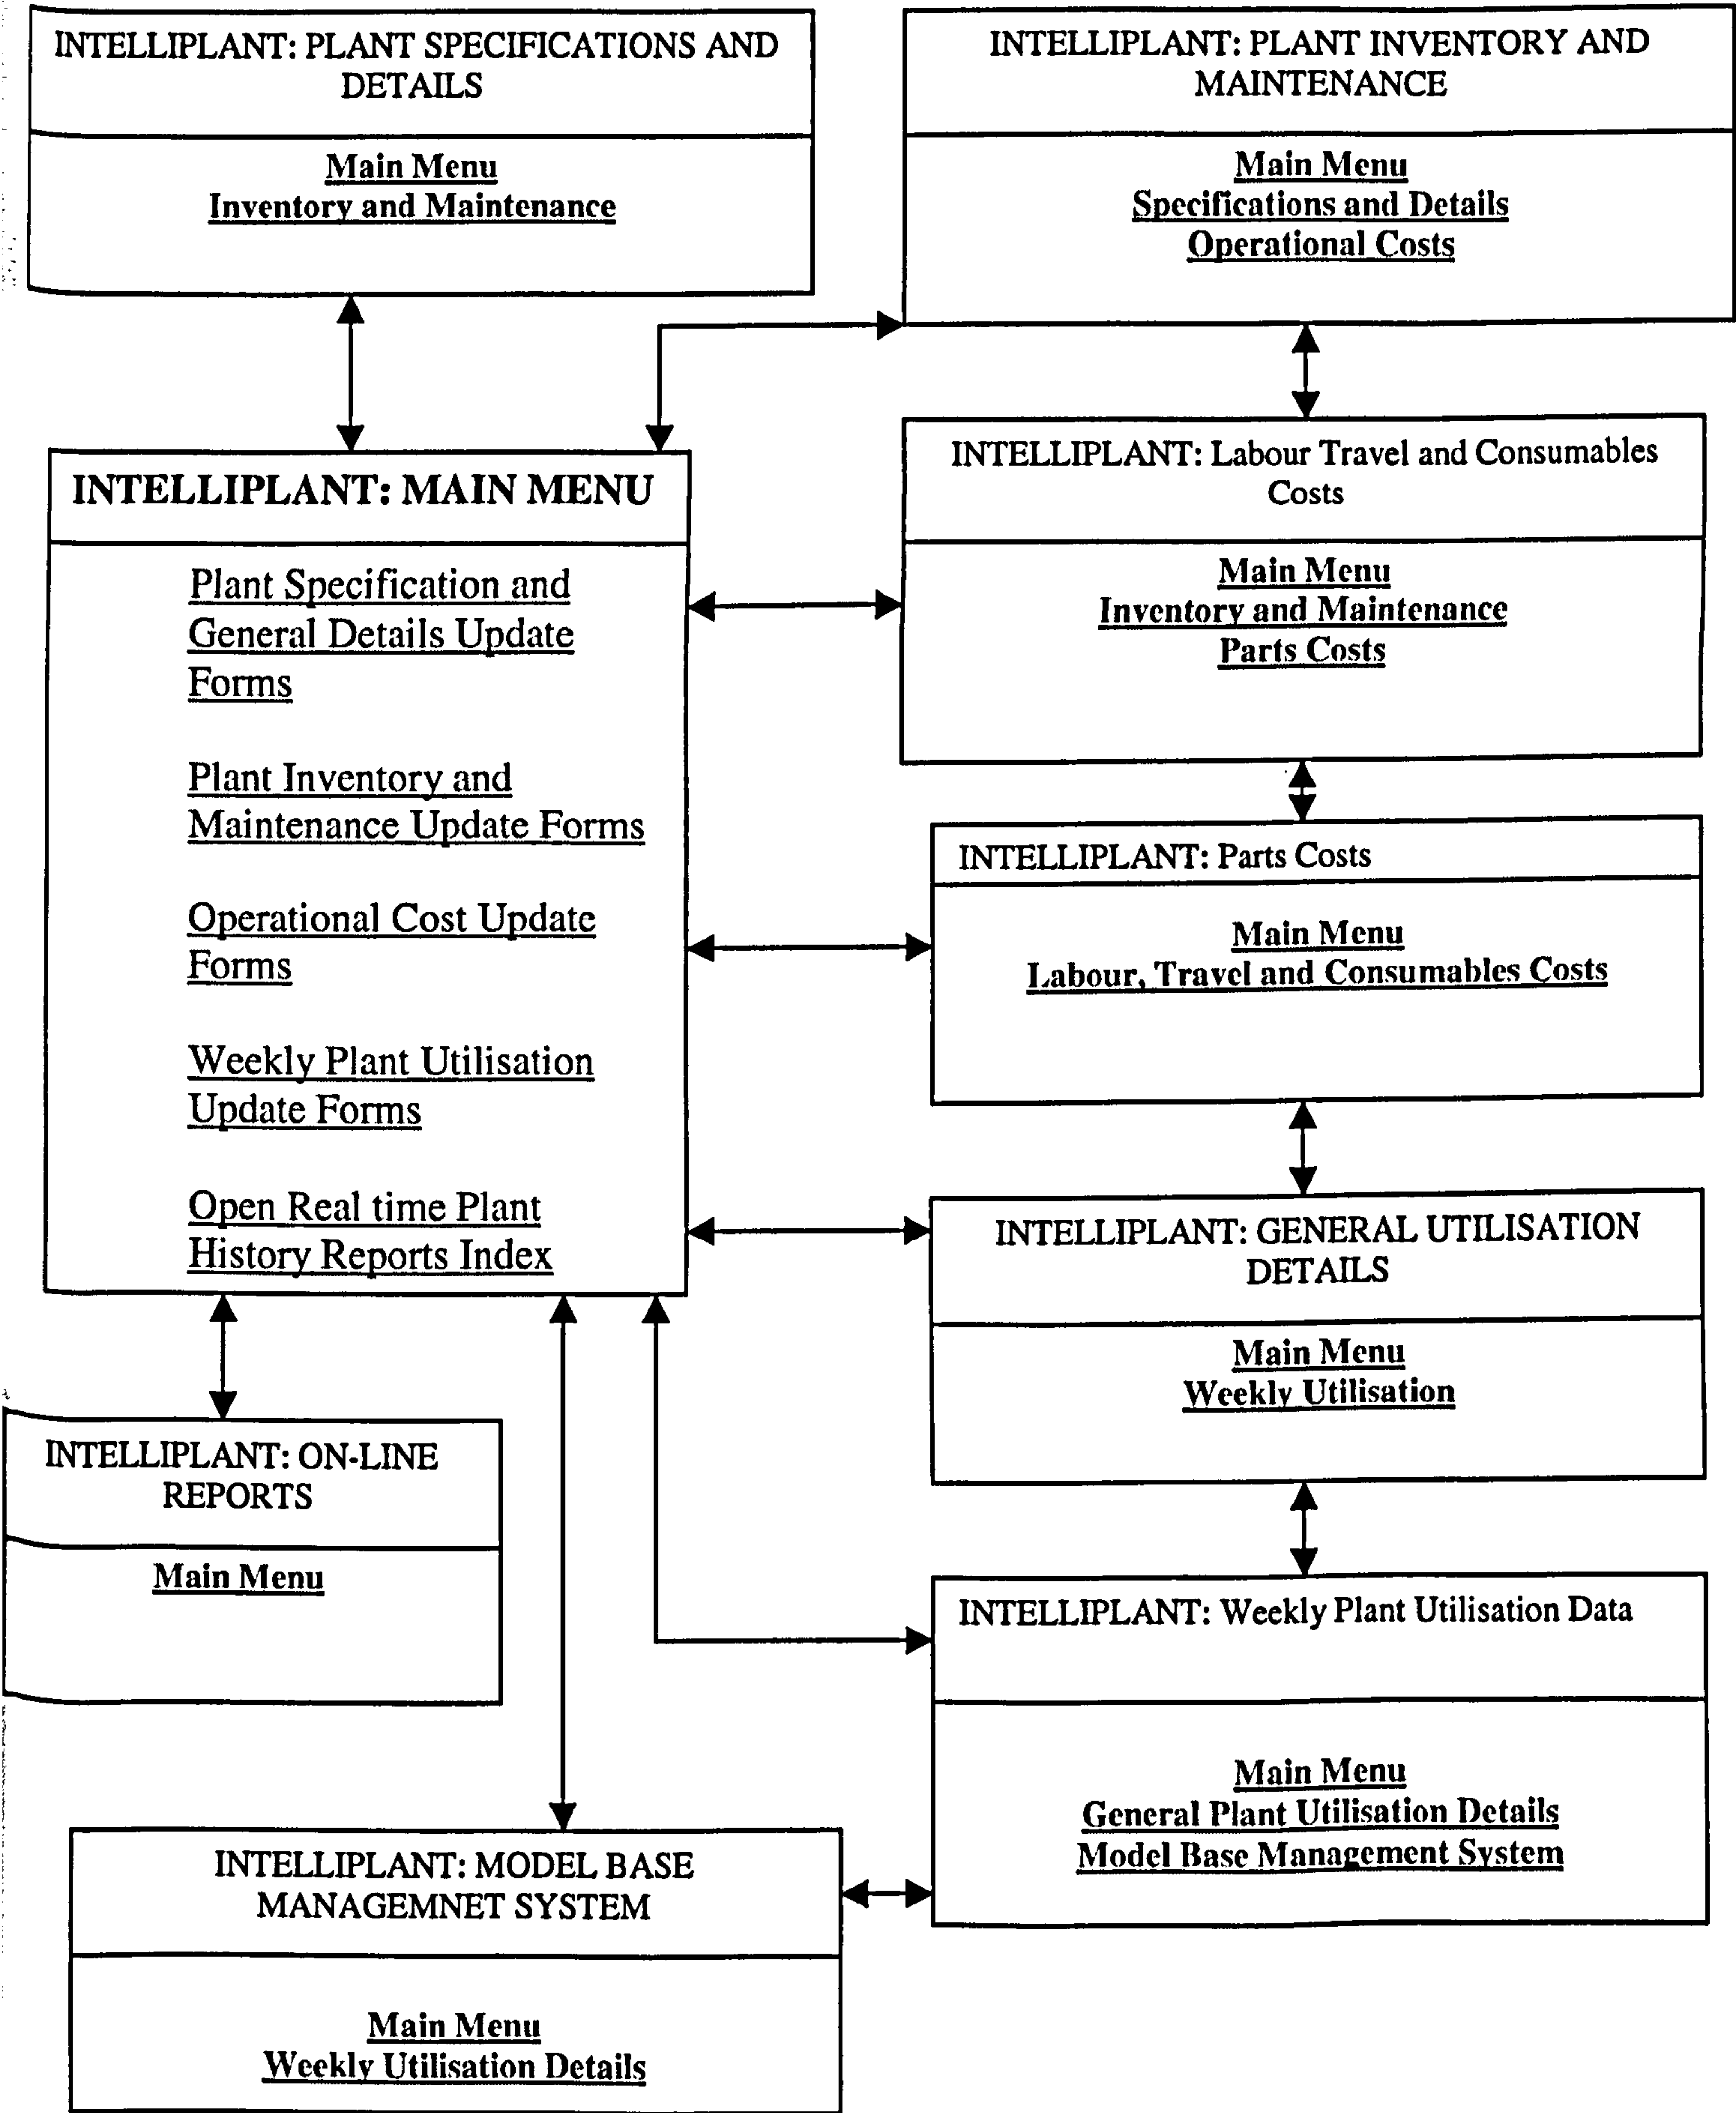 INTELLIPLANT: PLANT SPECIFICATIONS AND
DETAILS
Main Menu
Inventory and Maintenance
INTELLIPLANT: PLANT INVENTORY AND
MAINTENANCE
Main Menu
Specifications and Details
Operational Costs
INTELLIPLANT: MAIN MENU
Plant Specification and
General Details Update
Forms
Plant Inventory and
Maintenance Update Forms
Operational Cost Update
Forms
Weekly Plant Utilisation
Update Forms
Open Real time Plant
History Reports Index
INTELLIPLANT: Labour Travel and Consumables
Costs
Main Menu
Inventory and Maintenance
Parts Costs
INTELLIPLANT: Parts Costs
Main Menu
Labour, Travel and Consumables Costs
INTELLIPLANT: GENERAL UTILISATION
DETAILS
Main Menu
Weekly Utilisation
INTELLIPLANT: ON-LINE
REPORTS
Main Menu
INTELLIPLANT: Weekly Plant Utilisation Data
Main Menu
General Plant Utilisation Details
Model Base Management System
INTELLIPLANT: MODEL BASE
MANAGEMNET SYSTEM
Main Menu
Weekly Utilisation Details